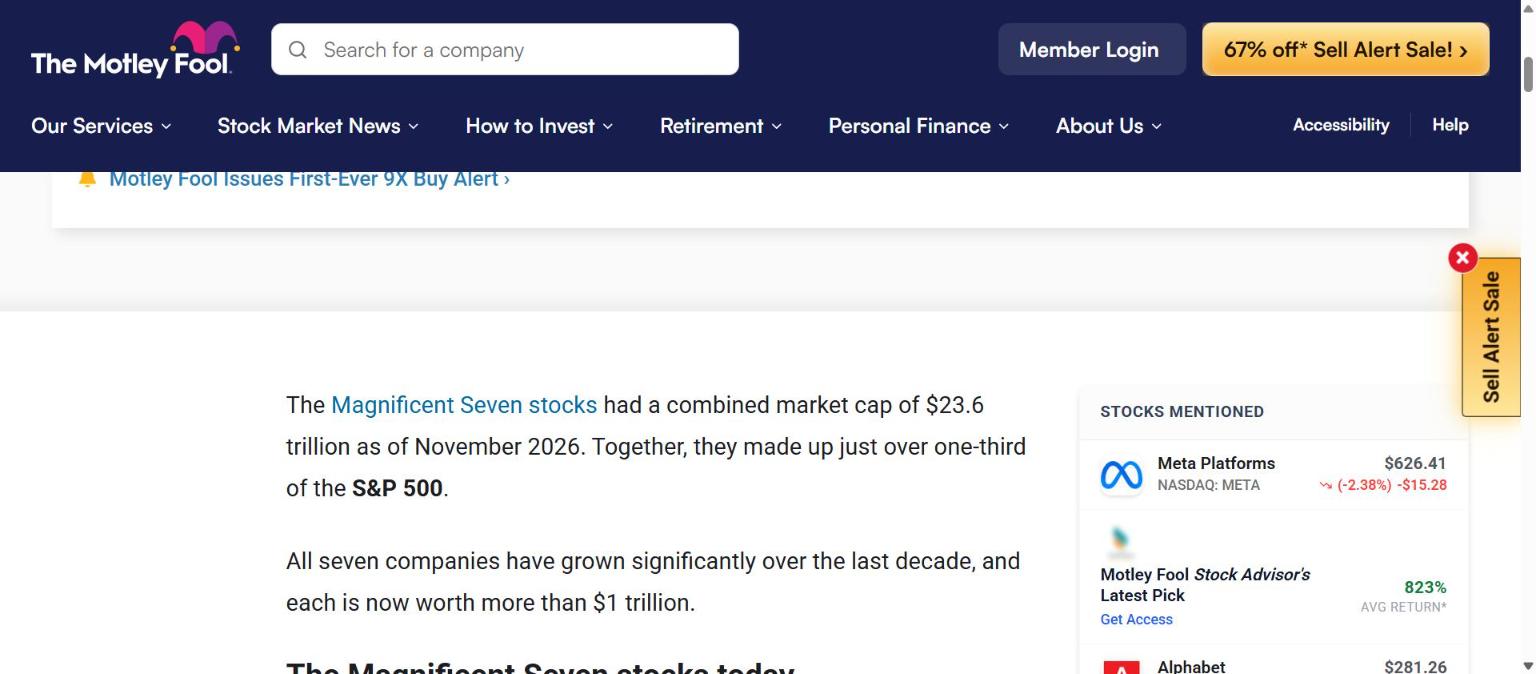 The Motley Fool.
Search for a company
Member Login
67% off* Sell Alert Sale! ›
Our Services
Stock Market News
How to Invest
Retirement
Personal Finance
About Us
Accessibility
Help
Motley Fool Issues First-Ever 9X Buy Alert ›
Sell Alert Sale
The Magnificent Seven stocks had a combined market cap of $23.6
trillion as of November 2026. Together, they made up just over one-third
of the S&P 500.
All seven companies have grown significantly over the last decade, and
each is now worth more than $1 trillion.
The Magnificent Seven stocks today
STOCKS MENTIONED
Meta Platforms
$626.41
NASDAQ: META
(-2.38%) -$15.28
Motley Fool Stock Advisor's
Latest Pick
823%
AVG RETURN*
Get Access
Alphabet
$281.26